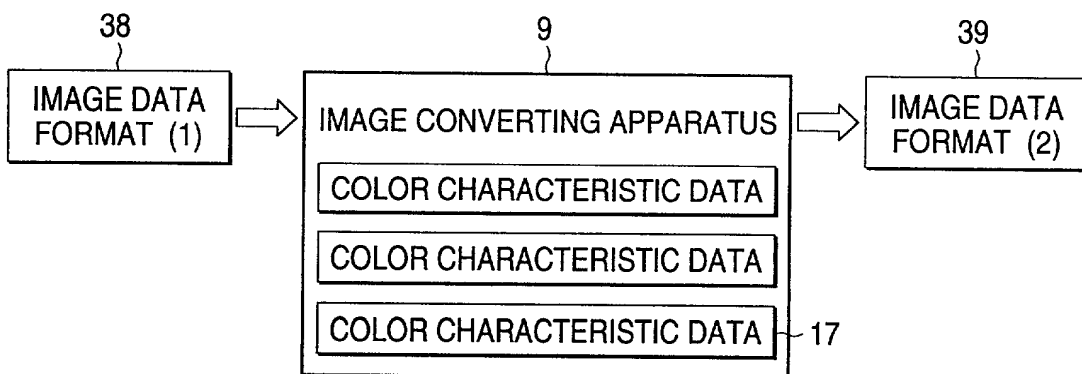 38
9
39
IMAGE DATA
FORMAT (1)
IMAGE CONVERTING APPARATUS
IMAGE DATA
FORMAT (2)
COLOR CHARACTERISTIC DATA
COLOR CHARACTERISTIC DATA
COLOR CHARACTERISTIC DATA
17